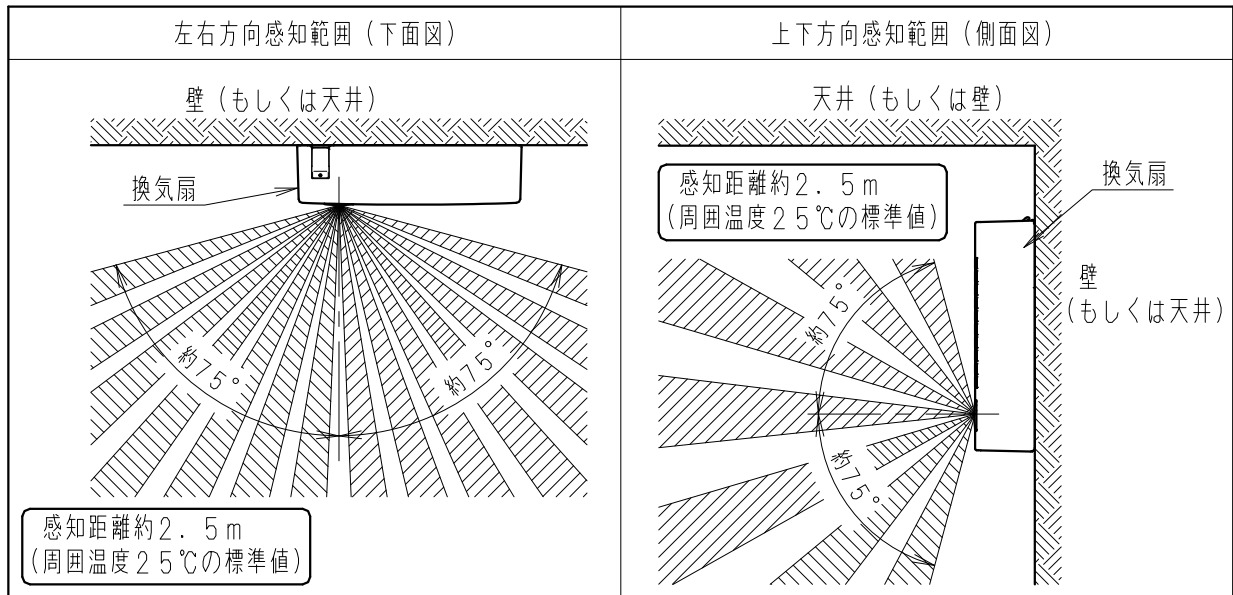 左右方向感知範囲（下面図）
壁（もしくは天井）
換気扇
約７５°
約７５°
感知距離約２．５ｍ
（周囲温度２５℃の標準値）
上下方向感知範囲（側面図）
天井（もしくは壁）
感知距離約２．５ｍ
（周囲温度２５℃の標準値）
換気扇
壁
（もしくは天井）
約７５°
約７５°